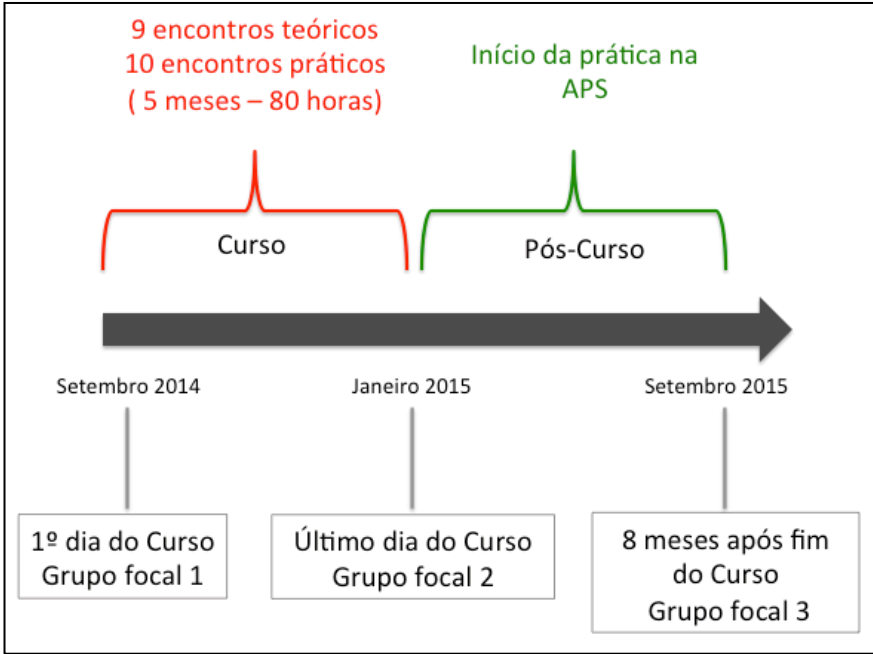 9 encontros teóricos
10 encontros práticos
( 5 meses – 80 horas)
Início da prática na
APS
Curso
Pós-Curso
Setembro 2014
Janeiro 2015
Setembro 2015
1º dia do Curso
Grupo focal 1
Último dia do Curso
Grupo focal 2
8 meses após fim
do Curso
Grupo focal 3